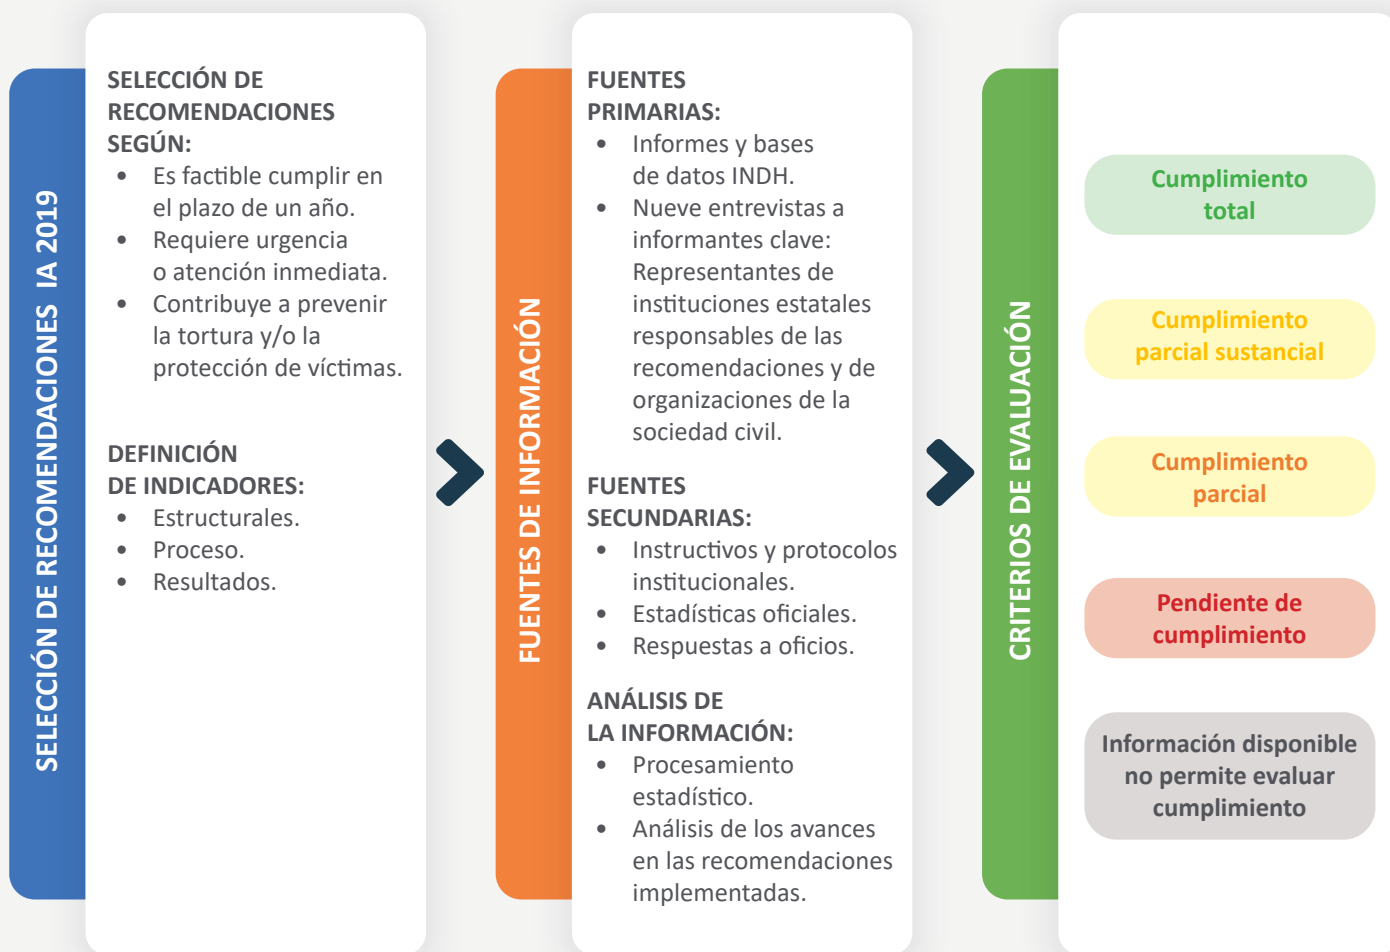 SELECCIÓN DE RECOMENDACIONES IA 2019
SELECCIÓN DE
RECOMENDACIONES
SEGÚN:
• Es factible cumplir en
el plazo de un año.
• Requiere urgencia
o atención inmediata.
• Contribuye a prevenir
la tortura y/o la
protección de víctimas.
DEFINICIÓN
DE INDICADORES:
• Estructurales.
• Proceso.
• Resultados.
FUENTES DE INFORMACIÓN
FUENTES
PRIMARIAS:
• Informes y bases
de datos INDH.
• Nueve entrevistas a
informantes clave:
Representantes de
instituciones estatales
responsables de las
recomendaciones y de
organizaciones de la
sociedad civil.
FUENTES
SECUNDARIAS:
• Instructivos y protocolos
institucionales.
• Estadísticas oficiales.
• Respuestas a oficios.
ANÁLISIS DE
LA INFORMACIÓN:
• Procesamiento
estadístico.
• Análisis de los avances
en las recomendaciones
implementadas.
CRITERIOS DE EVALUACIÓN
Cumplimiento
total
Cumplimiento
parcial sustancial
Cumplimiento
parcial
Pendiente de
cumplimiento
Información disponible
no permite evaluar
cumplimiento